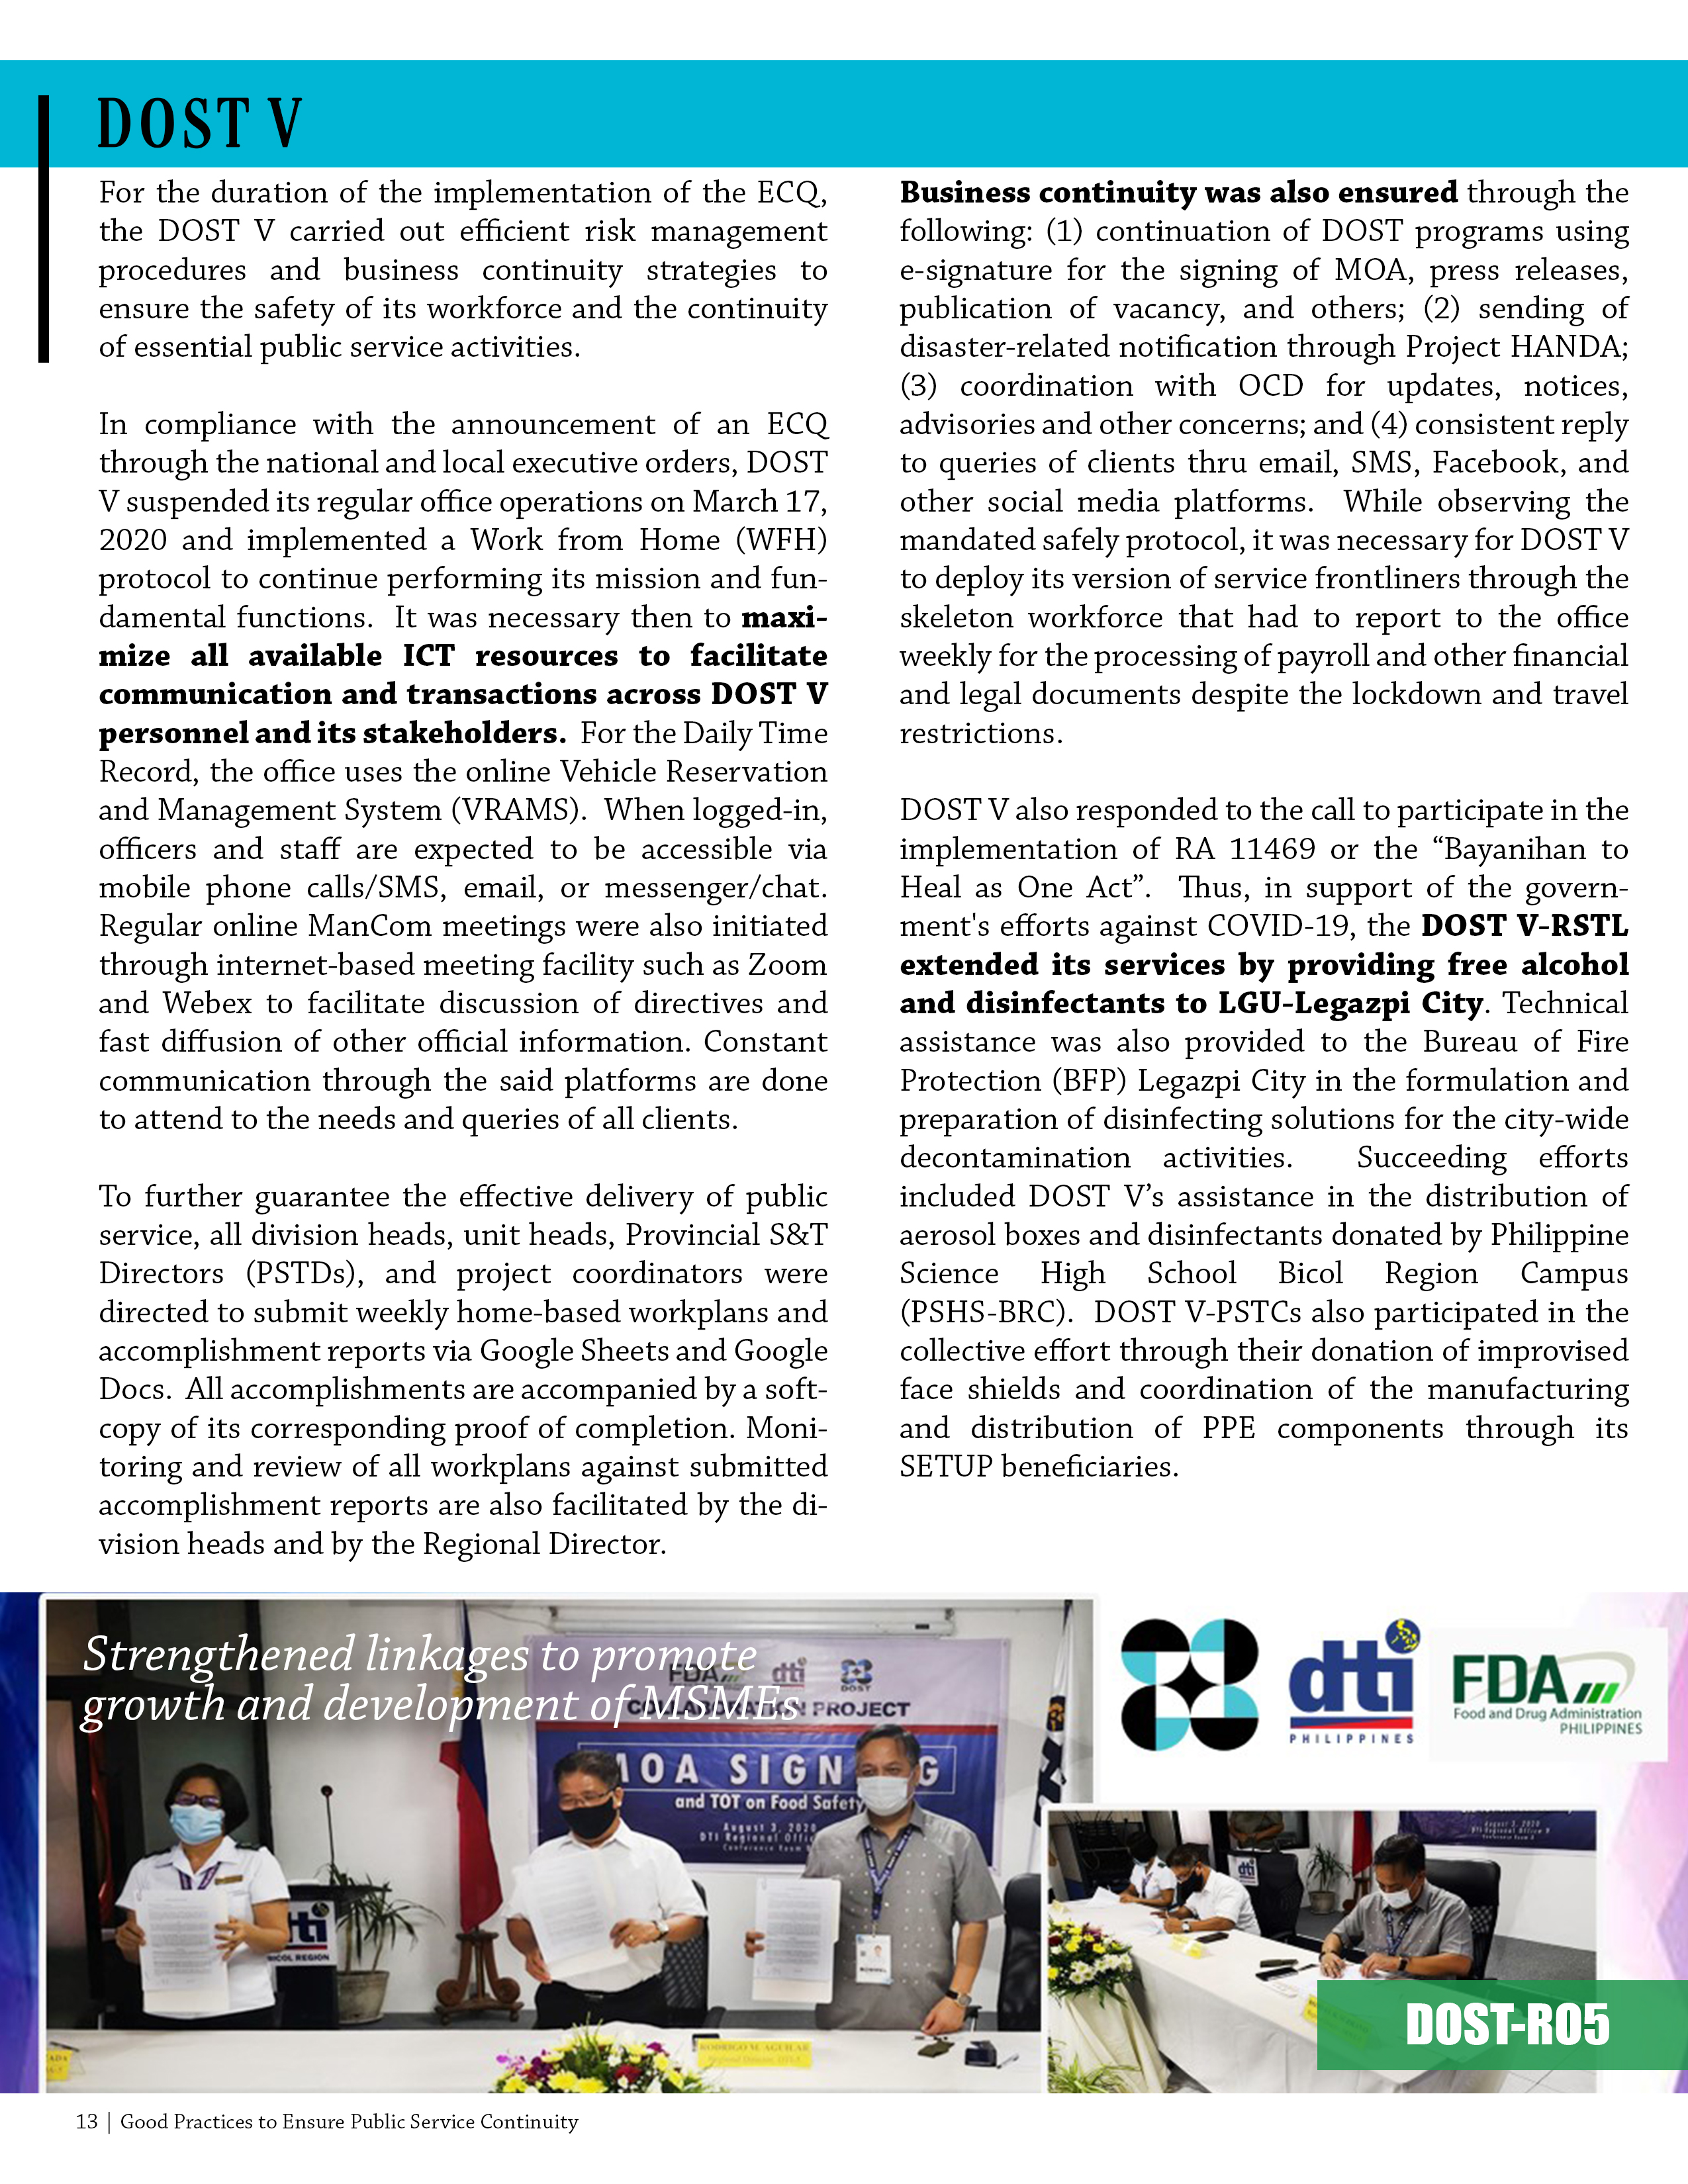 DOST V
For the duration of the implementation of the ECQ,
the DOST V carried out efficient risk management
procedures and business continuity strategies to
ensure the safety of its workforce and the continuity
of essential public service activities.
In compliance with the announcement of an ECQ
through the national and local executive orders, DOST
V suspended its regular office operations on March 17,
2020 and implemented a Work from Home (WFH)
protocol to continue performing its mission and fun-
damental functions. It was necessary then to maxi-
mize all available ICT resources to facilitate
communication and transactions across DOST V
personnel and its stakeholders. For the Daily Time
Record, the office uses the online Vehicle Reservation
and Management System (VRAMS). When logged-in,
officers and staff are expected to be accessible via
mobile phone calls/SMS, email, or messenger/chat.
Regular online ManCom meetings were also initiated
through internet-based meeting facility such as Zoom
and Webex to facilitate discussion of directives and
fast diffusion of other official information. Constant
communication through the said platforms are done
to attend to the needs and queries of all clients.
To further guarantee the effective delivery of public
service, all division heads, unit heads, Provincial S&T
Directors (PSTDs), and project coordinators were
directed to submit weekly home-based workplans and
accomplishment reports via Google Sheets and Google
Docs. All accomplishments are accompanied by a soft-
copy of its corresponding proof of completion. Moni-
toring and review of all workplans against submitted
accomplishment reports are also facilitated by the di-
vision heads and by the Regional Director.
Business continuity was also ensured through the
following: (1) continuation of DOST programs using
e-signature for the signing of MOA, press releases,
publication of vacancy, and others; (2) sending of
disaster-related notification through Project HANDA;
(3) coordination with OCD for updates, notices,
advisories and other concerns; and (4) consistent reply
to queries of clients thru email, SMS, Facebook, and
other social media platforms. While observing the
mandated safely protocol, it was necessary for DOST V
to deploy its version of service frontliners through the
skeleton workforce that had to report to the office
weekly for the processing of payroll and other financial
and legal documents despite the lockdown and travel
restrictions.
DOST V also responded to the call to participate in the
implementation of RA 11469 or the “Bayanihan to
Heal as One Act”. Thus, in support of the govern-
ment's efforts against COVID-19, the DOST V-RSTL
extended its services by providing free alcohol
and disinfectants to LGU-Legazpi City. Technical
assistance was also provided to the Bureau of Fire
Protection (BFP) Legazpi City in the formulation and
preparation of disinfecting solutions for the city-wide
decontamination activities. Succeeding efforts
included DOST V’s assistance in the distribution of
aerosol boxes and disinfectants donated by Philippine
Science High School Bicol Region Campus
(PSHS-BRC). DOST V-PSTCs also participated in the
collective effort through their donation of improvised
face shields and coordination of the manufacturing
and distribution of PPE components through its
SETUP beneficiaries.
Strengthened linkages to promote
growth and development of MSMEs
FDA dti DOST
PROJECT
MOA SIGN G
and TOT on Food Safety
August 3, 2020
DTI Regional Offi
Conference Room
dti
BICOL REGION
RODRIGO M. AGUILAR
dti
PHILIPPINES
FDA
Food and Drug Administration
PHILIPPINES
August 3, 2020
dti
DOST-RO5
13 | Good Practices to Ensure Public Service Continuity